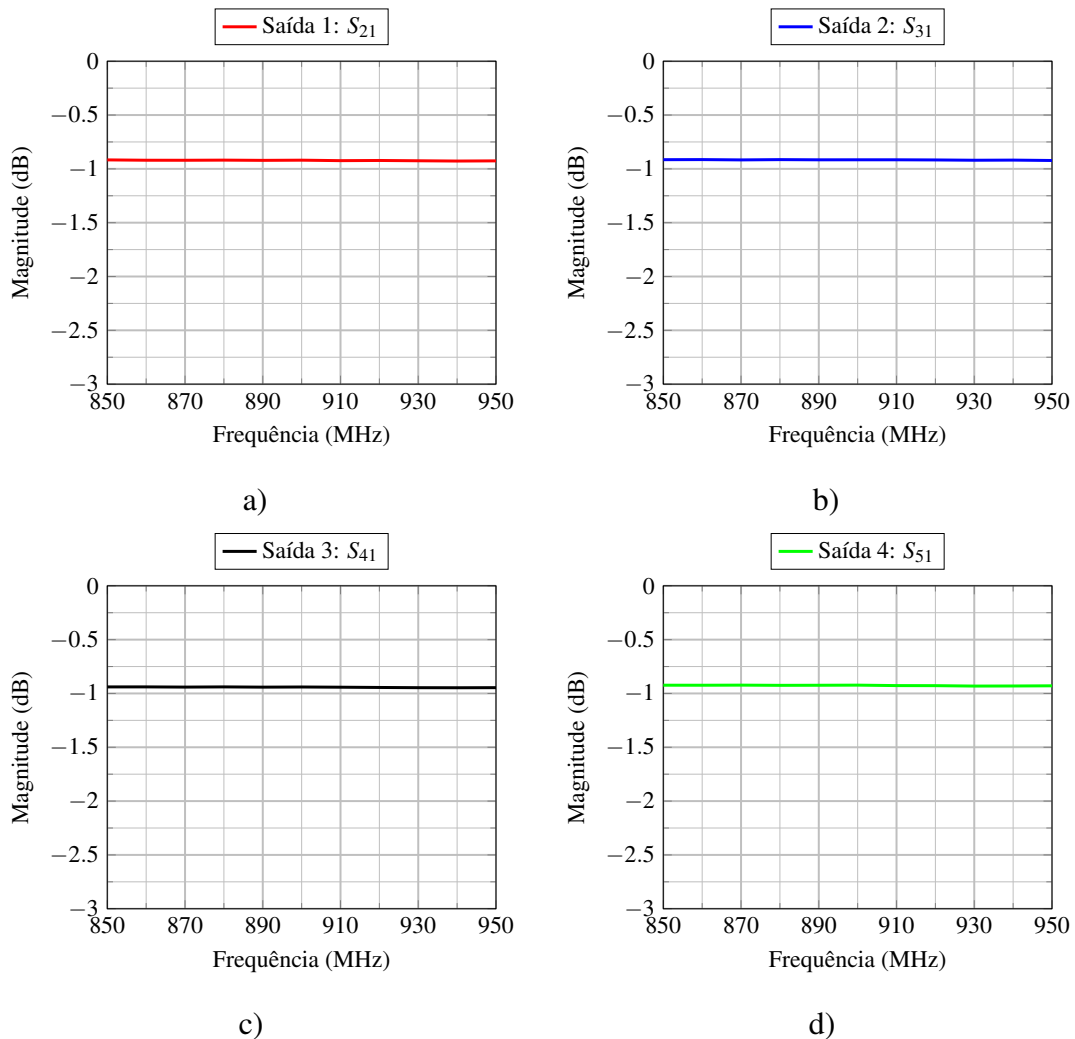 Saída 1: S21
0
−0.5
−1
−1.5
−2
−2.5
−3
Magnitude (dB)
850 870 890 910 930 950
Frequência (MHz)
a)
Saída 2: S31
0
−0.5
−1
−1.5
−2
−2.5
−3
Magnitude (dB)
850 870 890 910 930 950
Frequência (MHz)
b)
Saída 3: S41
0
−0.5
−1
−1.5
−2
−2.5
−3
Magnitude (dB)
850 870 890 910 930 950
Frequência (MHz)
c)
Saída 4: S51
0
−0.5
−1
−1.5
−2
−2.5
−3
Magnitude (dB)
850 870 890 910 930 950
Frequência (MHz)
d)